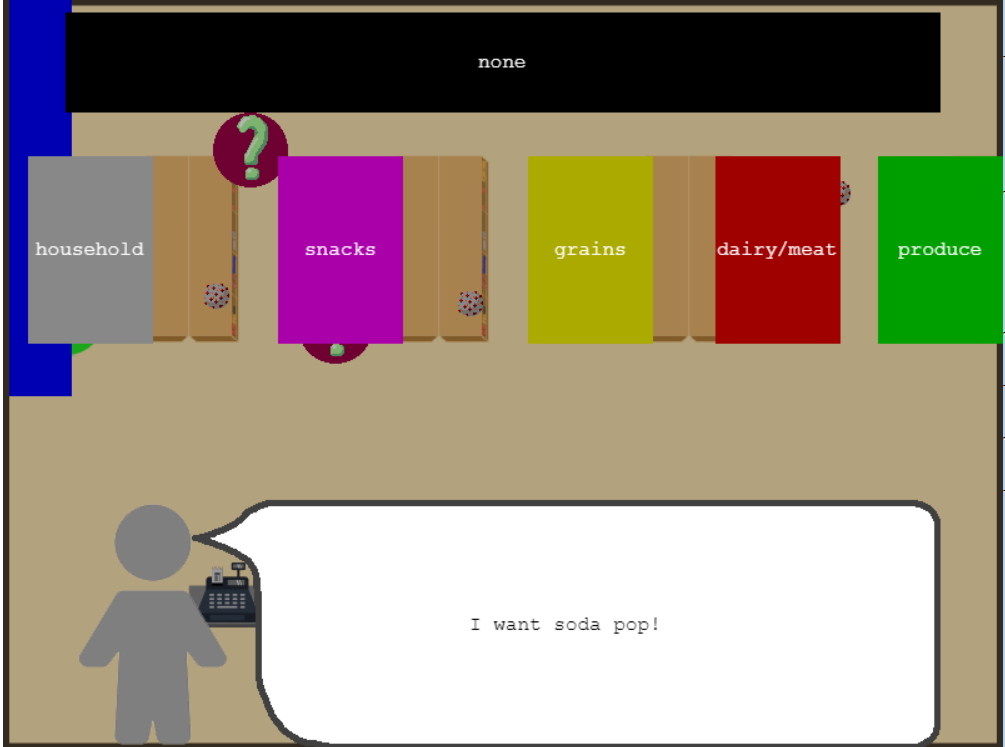 none
household
snacks
grains
dairy/meat
produce
I want soda pop!